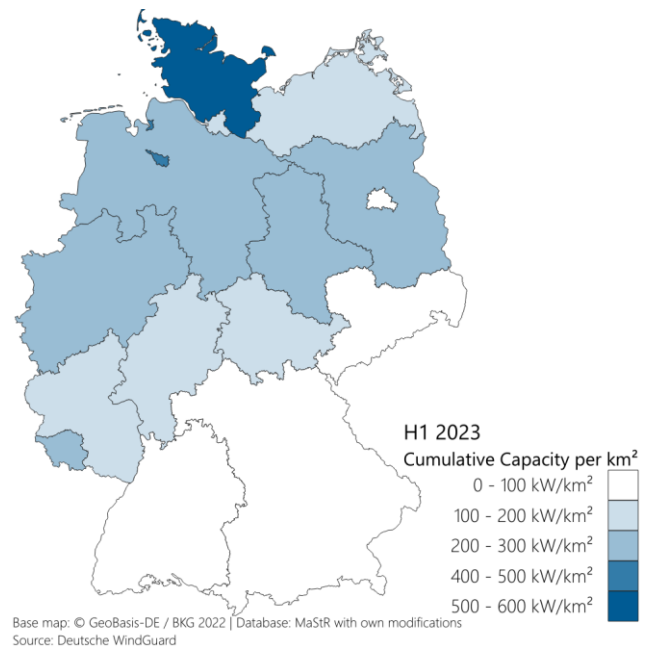 H1 2023
Cumulative Capacity per km²
0 - 100 kW/km²
100 - 200 kW/km²
200 - 300 kW/km²
400 - 500 kW/km²
500 - 600 kW/km²
Base map: © GeoBasis-DE / BKG 2022 | Database: MaStR with own modifications
Source: Deutsche WindGuard